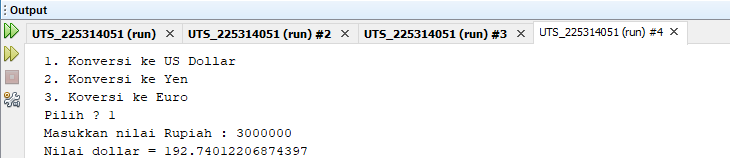 Output
UTS_225314051 (run) × UTS_225314051 (run) #2 × UTS_225314051 (run) #3 × UTS_225314051 (run) #4 ×
1. Konversi ke US Dollar
2. Konversi ke Yen
3. Koversi ke Euro
Pilih ? 1
Masukkan nilai Rupiah : 3000000
Nilai dollar = 192.74012206874397